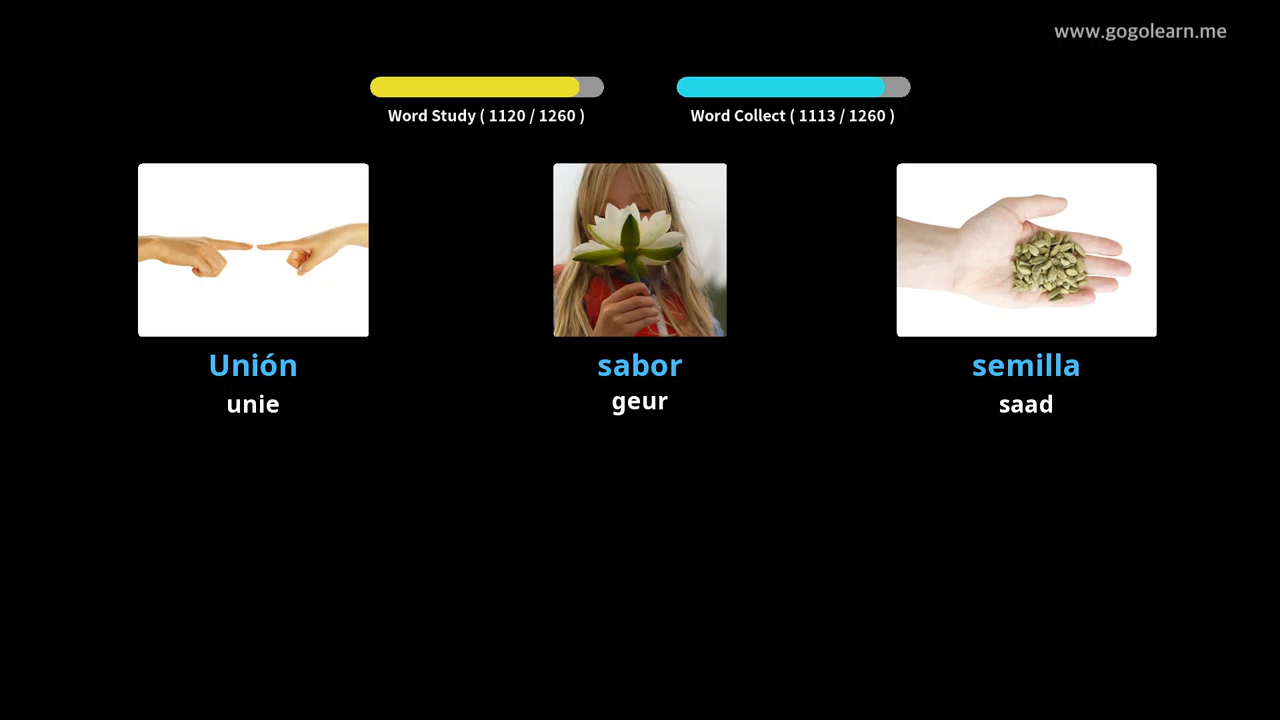 www.gogolearn.me
Word Study ( 1120 / 1260 )
Word Collect ( 1113 / 1260 )
Unión
sabor
semilla
unie
geur
saad